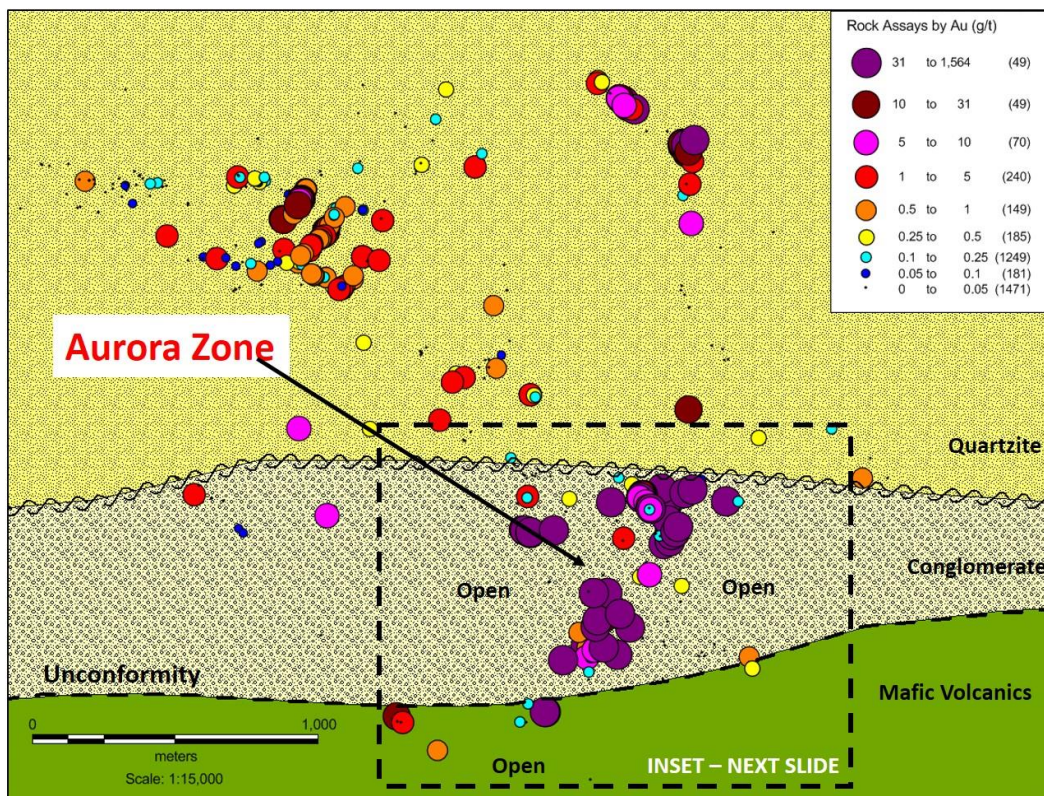 Rock Assays by Au (g/t)
31 to 1,564 (49)
10 to 31 (49)
5 to 10 (70)
1 to 5 (240)
0.5 to 1 (149)
0.25 to 0.5 (185)
0.1 to 0.25 (1249)
0.05 to 0.1 (181)
0 to 0.05 (1471)
Aurora Zone
Quartzite
Conglomerate
Open Open
Unconformity
Mafic Volcanics
0 1,000
meters
Scale: 1:15,000
Open
INSET – NEXT SLIDE